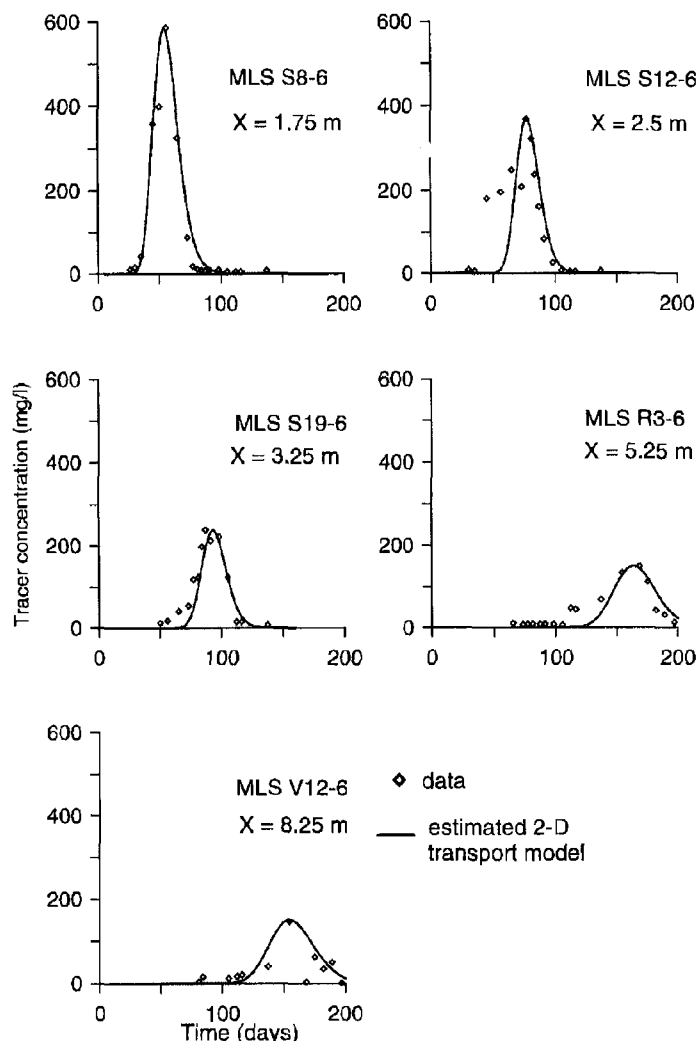 600
400
200
0
0
100
200
MLS S8-6
X = 1.75 m
600
400
200
0
0
100
200
MLS S12-6
X = 2.5 m
600
400
200
0
0
100
200
MLS S19-6
X = 3.25 m
600
400
200
0
0
100
200
MLS R3-6
X = 5.25 m
Tracer concentration (mg/l)
600
400
200
0
0
100
200
MLS V12-6
X = 8.25 m
Time (days)
data
estimated 2-D
transport model